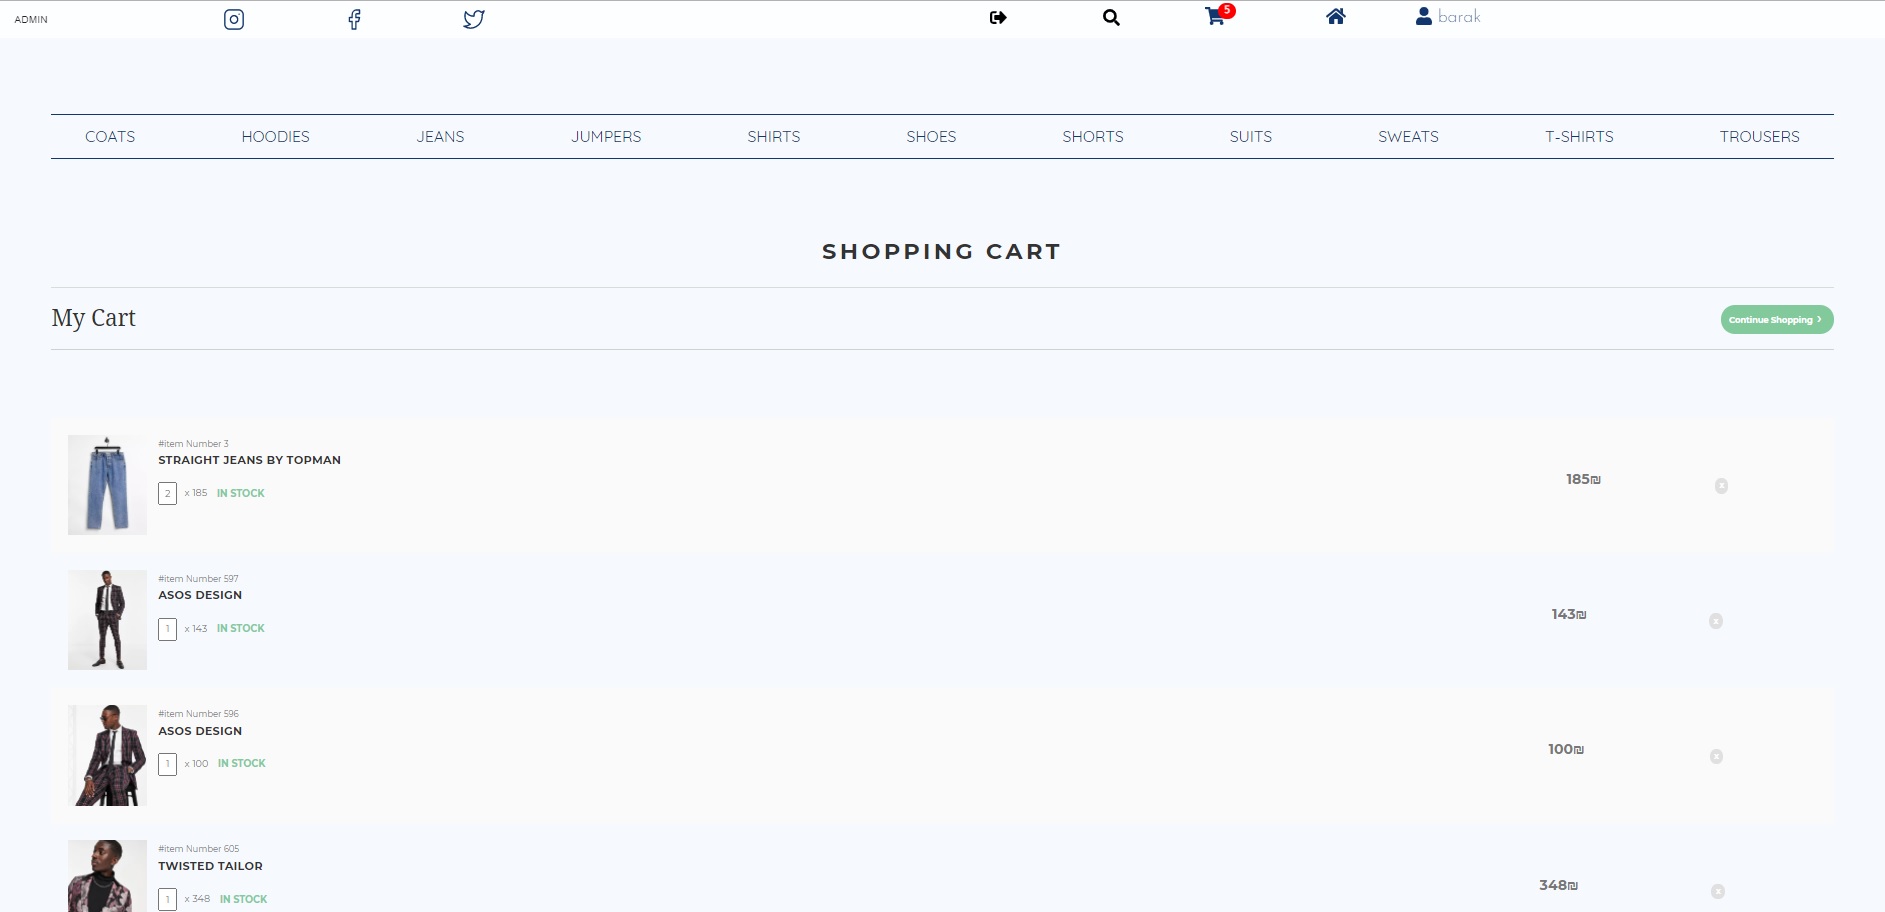 ADMIN
5
barak
COATS HOODIES JEANS JUMPERS SHIRTS SHOES SHORTS SUITS SWEATS T-SHIRTS TROUSERS
SHOPPING CART
My Cart
Continue Shopping ›
#item Number 3
STRAIGHT JEANS BY TOPMAN
2 x 185 IN STOCK
185₪
x
#item Number 597
ASOS DESIGN
1 x 143 IN STOCK
143₪
x
#item Number 596
ASOS DESIGN
1 x 100 IN STOCK
100₪
x
#item Number 605
TWISTED TAILOR
1 x 348 IN STOCK
348₪
x